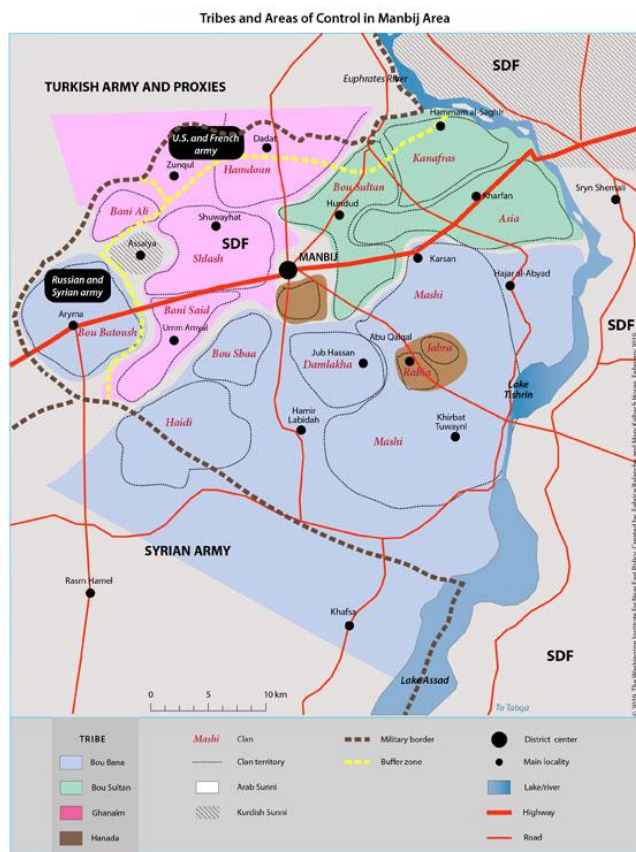 Tribes and Areas of Control in Manbij Area
SDF
TURKISH ARMY AND PROXIES
Euphrates River
Hammam al-Saghir
U.S. and French
army
Dadat
Zunqul
Hamdoun
Kanafras
Bou Sultan
Sryn Shemali
Bani Ali
Hundud
Kharfan
Shuwayhat
Asia
SDF
Assaiya
Shlash
MANBIJ
Karsan
Russian and
Syrian army
Mashi
Hajar al-Abyad
Bani Said
Aryma
Bou Batoush
Umm Amyal
Abu Qalqal
Jabra
SDF
Bou Sbaa
Jub Hassan
Damlakha
Rabia
Lake
Tishrin
Haidi
Hamir
Labidah
Mashi
Khirbat
Tuwaynl
SYRIAN ARMY
Rasm Hamel
Khafsa
SDF
Lake Assad
0 5 10 km
To Tabqa
TRIBE
Mashi
Clan
Military border
District center
Bou Bana
Clan territory
Buffer zone
Main locality
Bou Sultan
Arab Sunni
Lake/river
Ghanaim
Kurdish Sunni
Highway
Hanada
Road